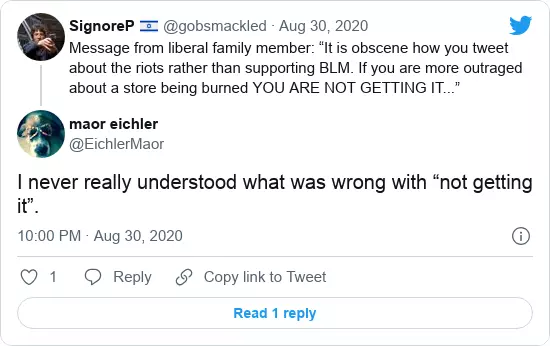 SignoreP 🇮🇱 @gobsmackled · Aug 30, 2020
Message from liberal family member: “It is obscene how you tweet
about the riots rather than supporting BLM. If you are more outraged
about a store being burned YOU ARE NOT GETTING IT...”
maor eichler
@EichlerMaor
I never really understood what was wrong with “not getting
it”.
10:00 PM · Aug 30, 2020
1 Reply Copy link to Tweet
Read 1 reply